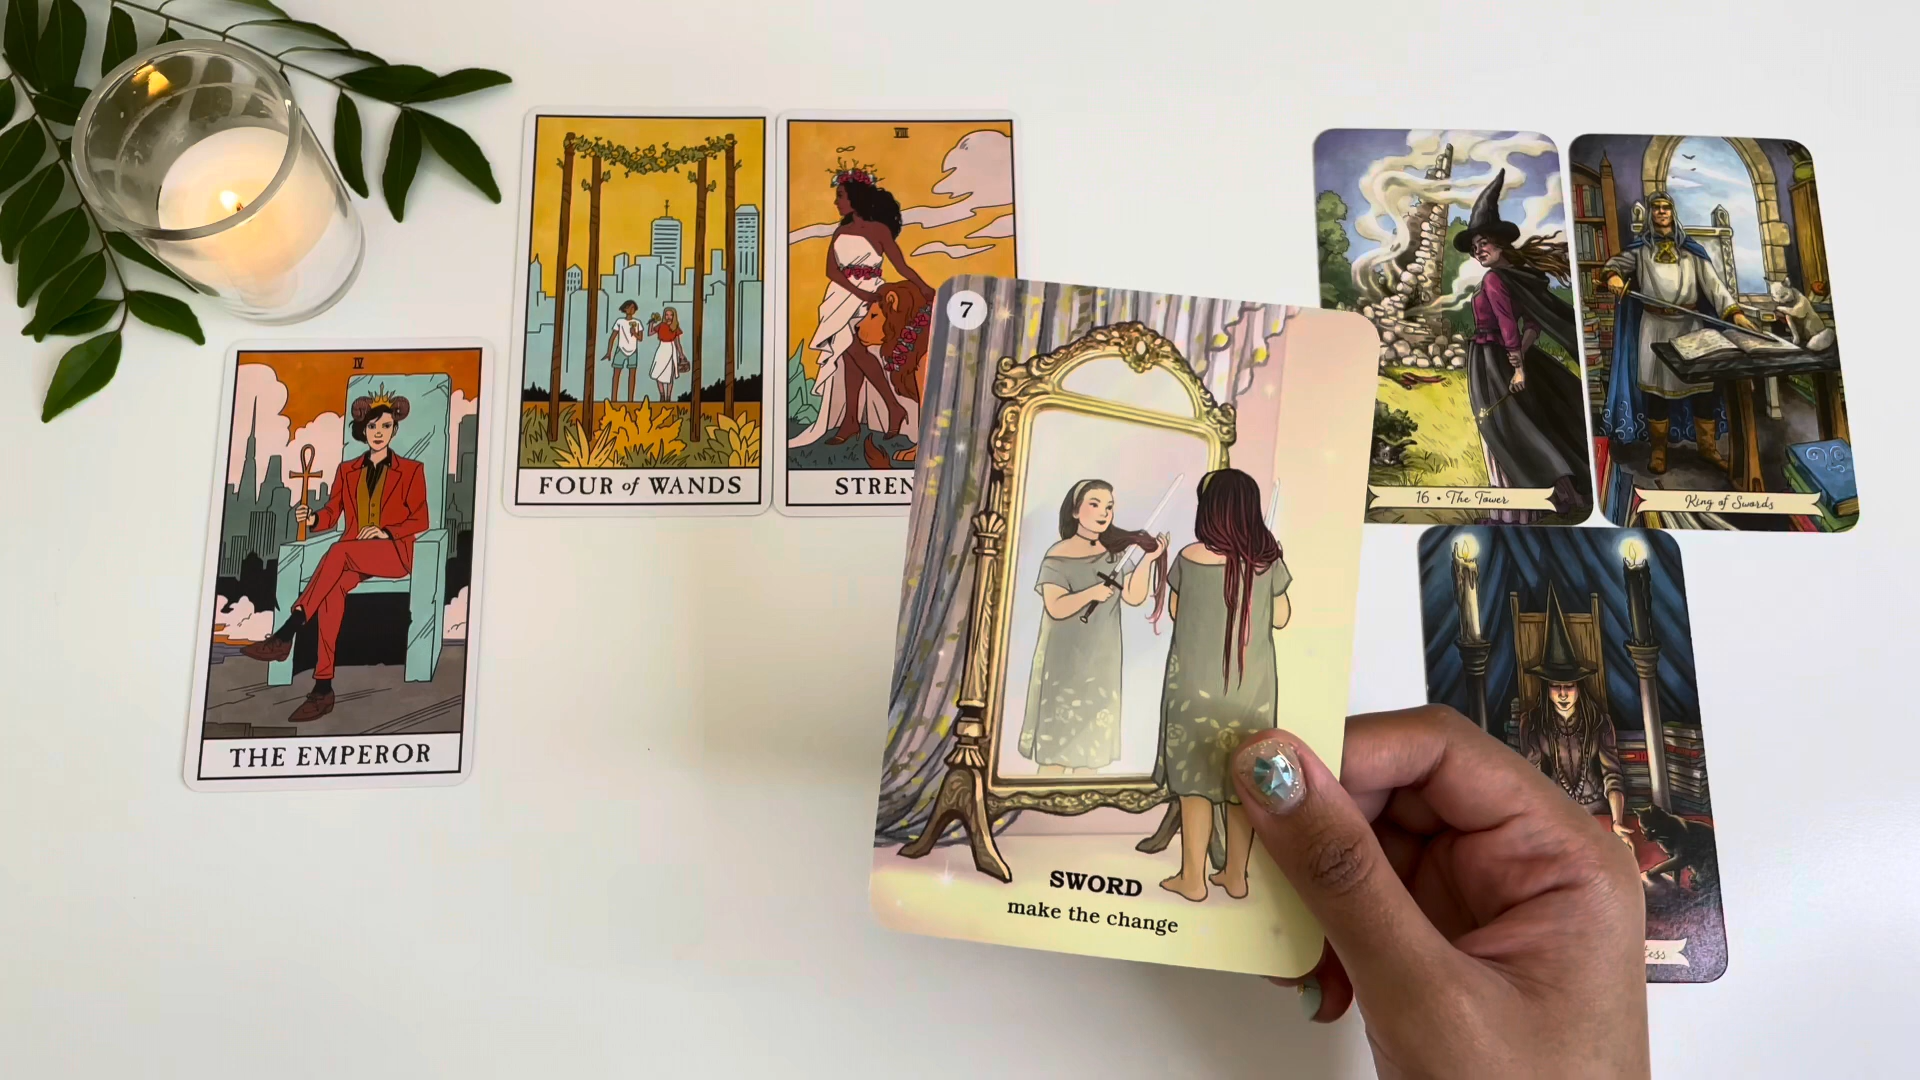 IV
THE EMPEROR
FOUR of WANDS
VIII
STREN
7
SWORD
make the change
16 • The Tower
King of Swords